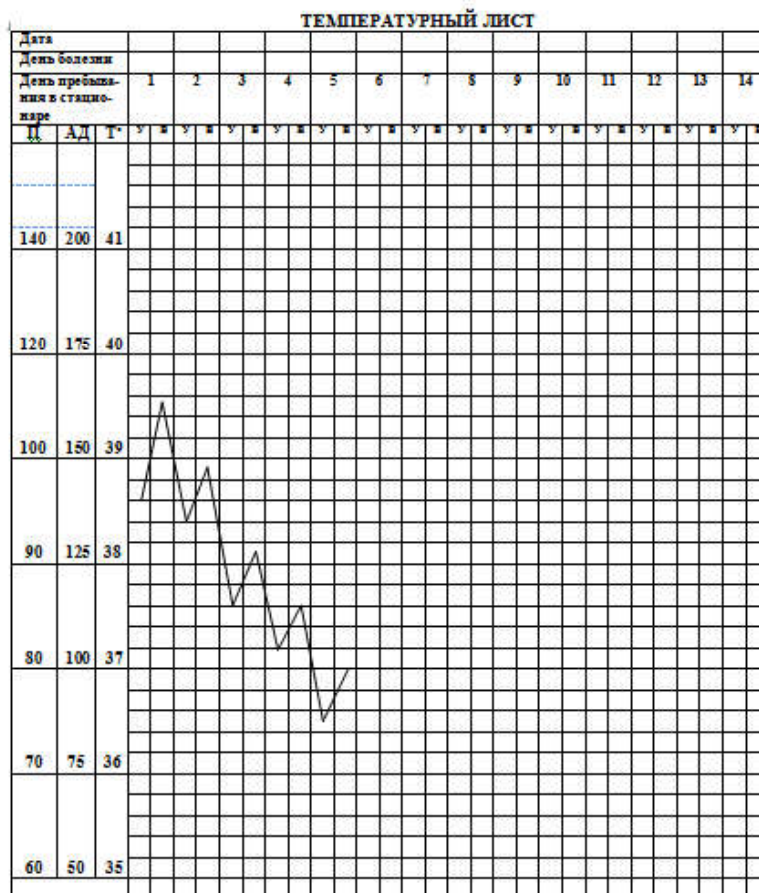 ТЕМПЕРАТУРНЫЙ ЛИСТ
Дата
День болезни
День пребыва-
ния в стацио-
наре
1 2 3 4 5 6 7 8 9 10 11 12 13 14
П АД Т° У В У В У В У В У В У В У В У В У В У В У В У В У В У В
140 200 41
120 175 40
100 150 39
90 125 38
80 100 37
70 75 36
60 50 35